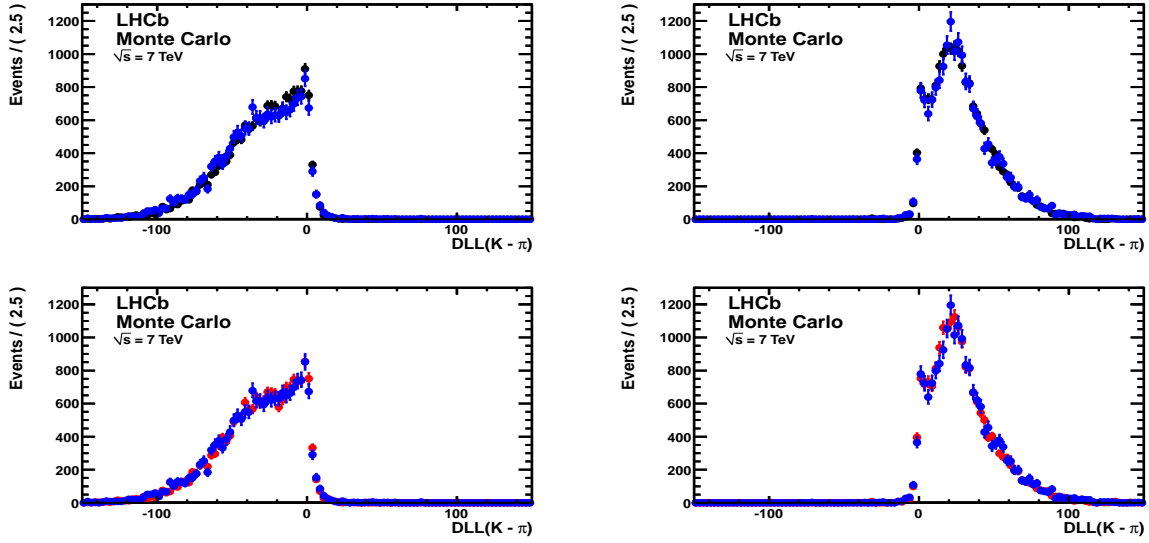 Events / ( 2.5 )
1200
1000
800
600
400
200
0
LHCb
Monte Carlo
√s = 7 TeV
-100
0
100
DLL(K - π)
Events / ( 2.5 )
1200
1000
800
600
400
200
0
LHCb
Monte Carlo
√s = 7 TeV
-100
0
100
DLL(K - π)
Events / ( 2.5 )
1200
1000
800
600
400
200
0
LHCb
Monte Carlo
√s = 7 TeV
-100
0
100
DLL(K - π)
Events / ( 2.5 )
1200
1000
800
600
400
200
0
LHCb
Monte Carlo
√s = 7 TeV
-100
0
100
DLL(K - π)